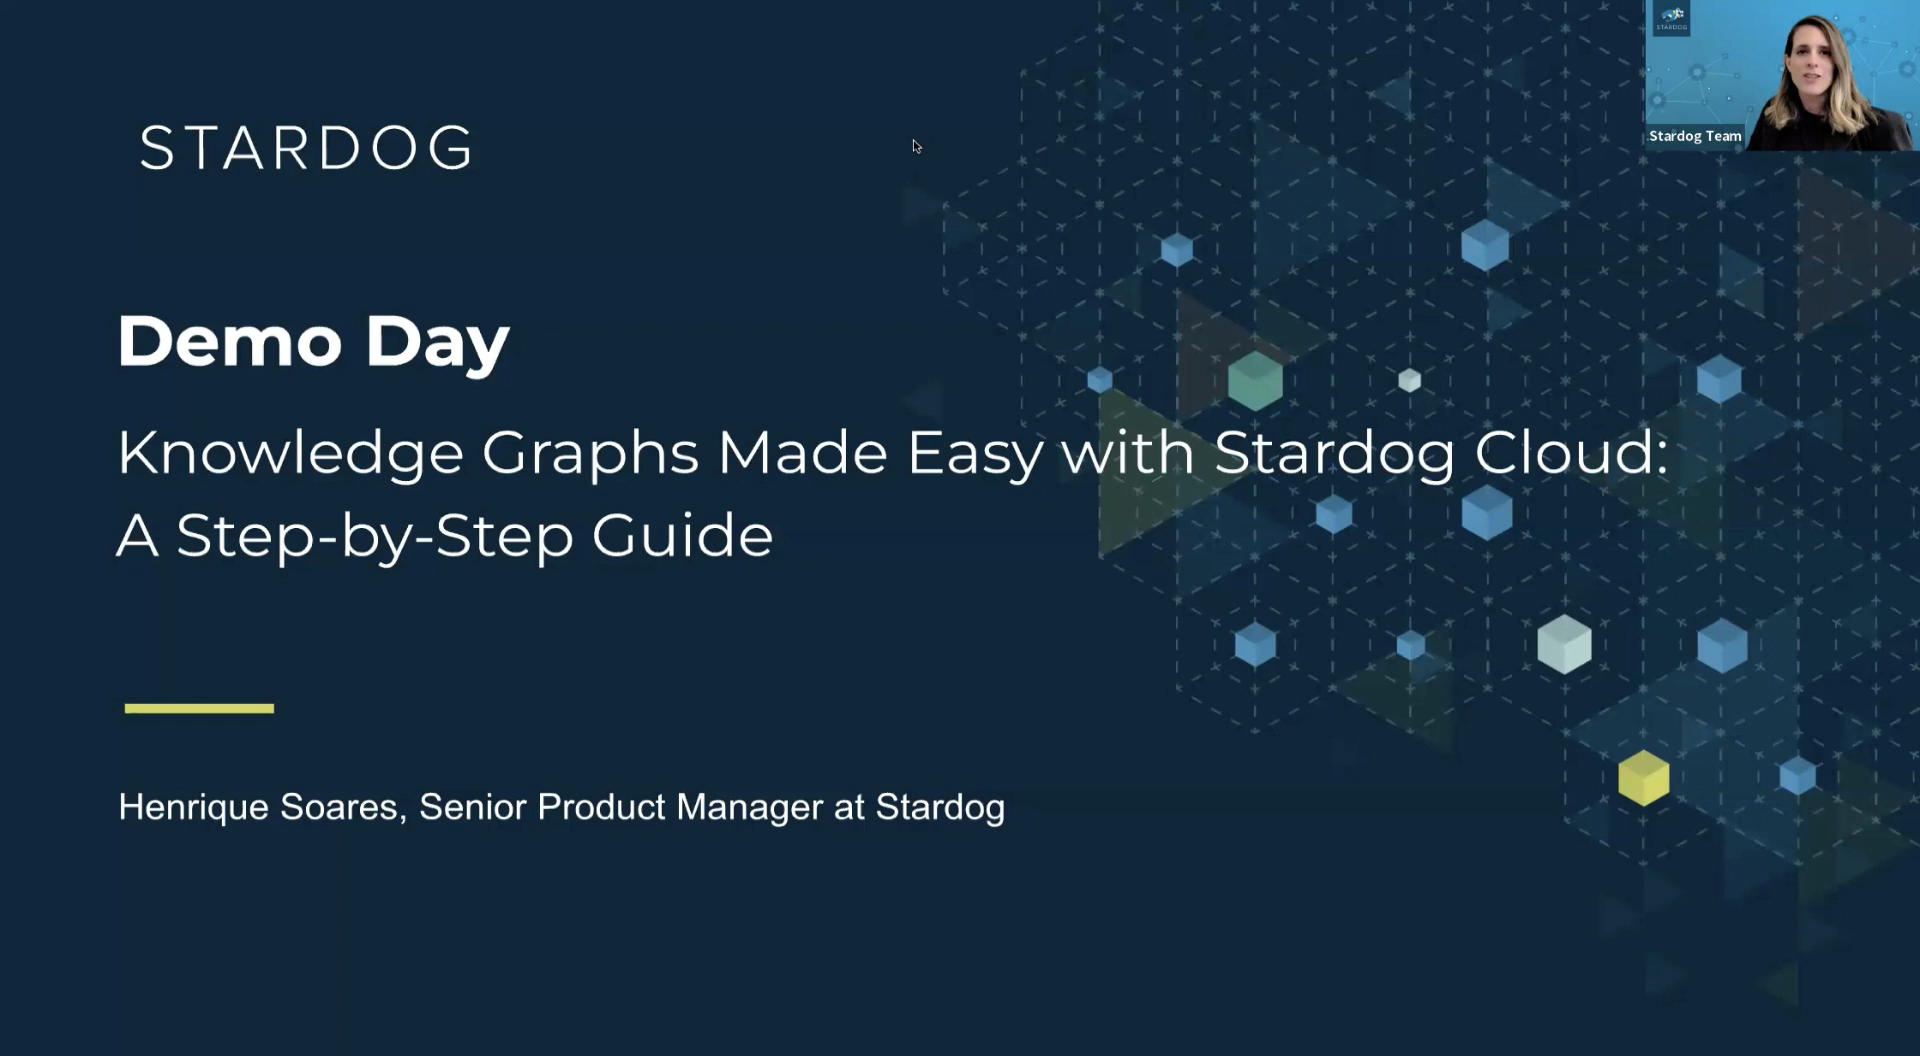 STARDOG
STARDOG
Stardog Team
Demo Day
Knowledge Graphs Made Easy with Stardog Cloud:
A Step-by-Step Guide
Henrique Soares, Senior Product Manager at Stardog